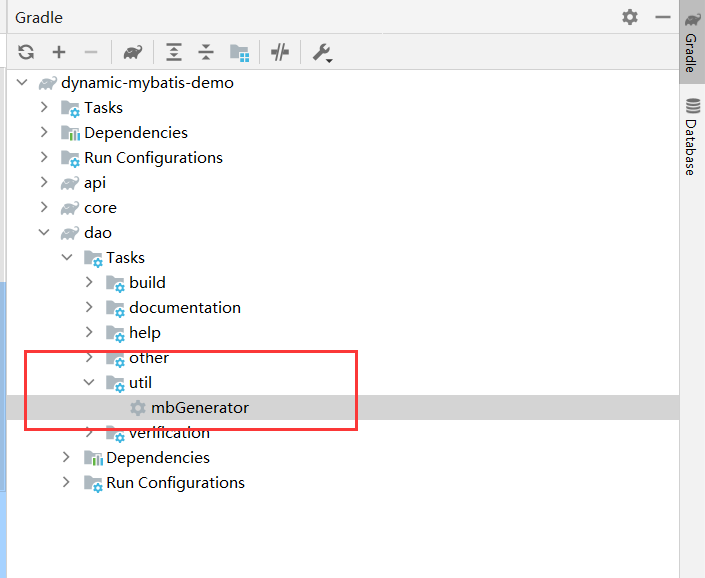 Gradle
dynamic-mybatis-demo
Tasks
Dependencies
Run Configurations
api
core
dao
Tasks
build
documentation
help
other
util
mbGenerator
verification
Dependencies
Run Configurations
Gradle
Database